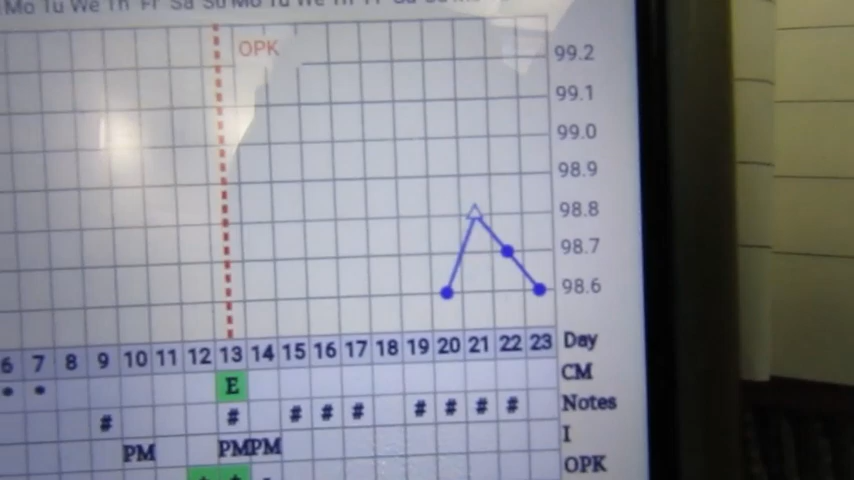 Mo Tu We Th Fr Sa Su Mo Tu We Th Fr Sa Su
OPK
99.2
99.1
99.0
98.9
98.8
98.7
98.6
6 7 8 9 10 11 12 13 14 15 16 17 18 19 20 21 22 23 Day
E CM
# # # # # # # # # Notes
PM PM PM I
OPK